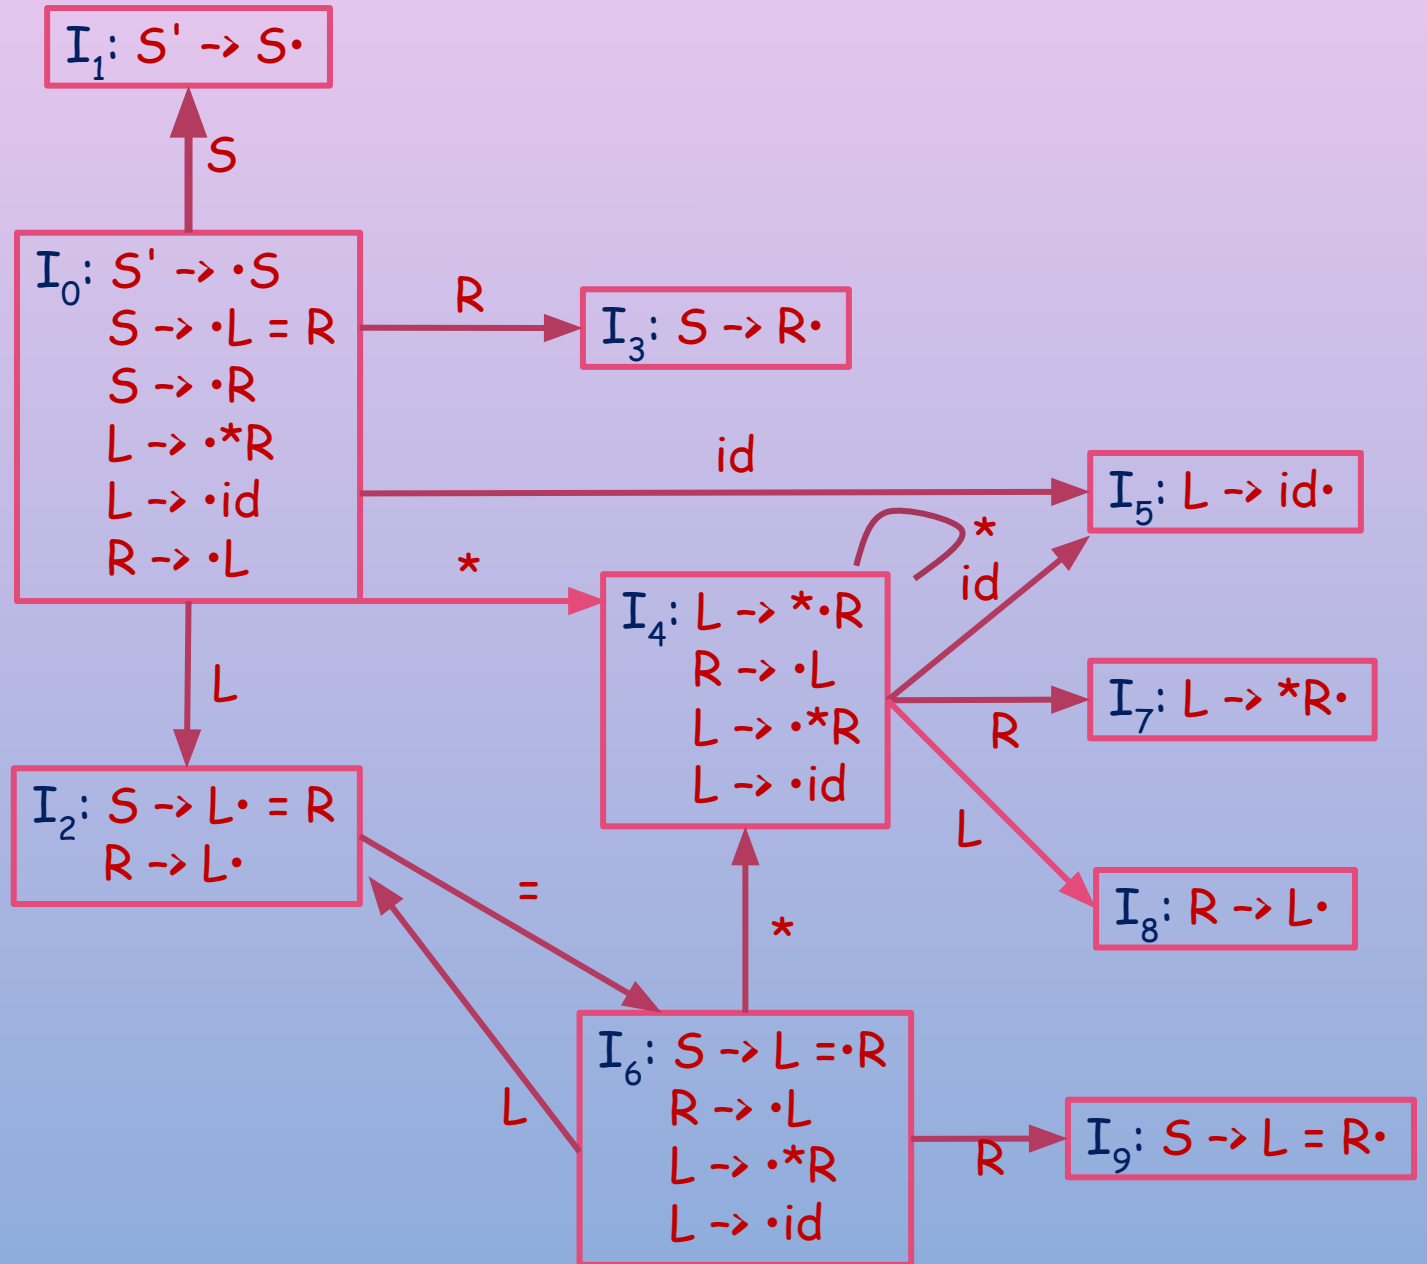 I₁: S' -> S•
S
I₀: S' -> •S
S -> •L = R
S -> •R
L -> •*R
L -> •id
R -> •L
R
I₃: S -> R•
id
I₅: L -> id•
*
*
id
I₄: L -> *•R
R -> •L
L -> •*R
L -> •id
L
R
I₇: L -> *R•
L
I₈: R -> L•
I₂: S -> L• = R
R -> L•
=
*
L
I₆: S -> L =•R
R -> •L
L -> •*R
L -> •id
R
I₉: S -> L = R•